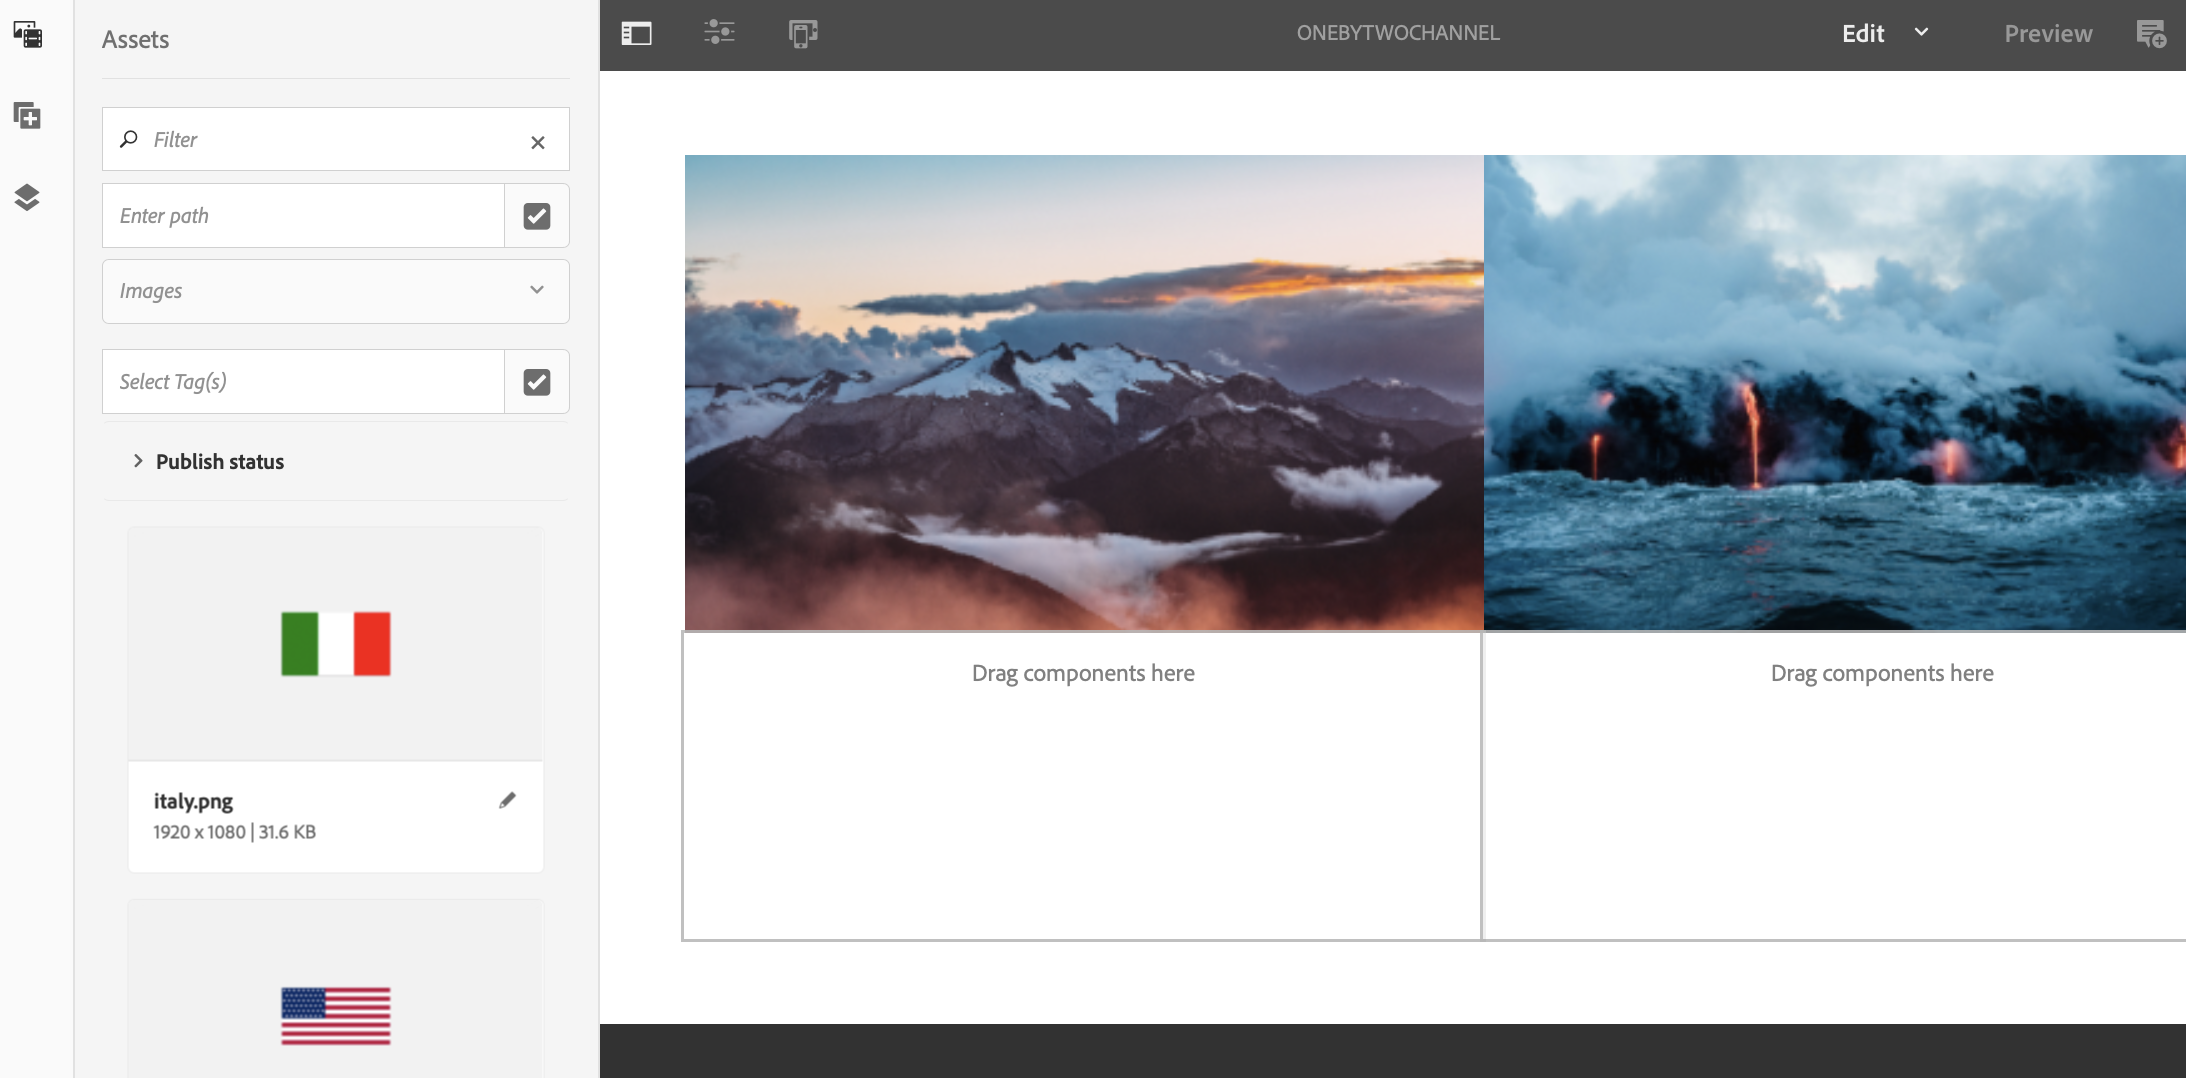 Assets
Filter
Enter path
Images
Select Tag(s)
Publish status
italy.png
1920 x 1080 | 31.6 KB
ONEBYTWOCHANNEL
Edit
Preview
Drag components here
Drag components here